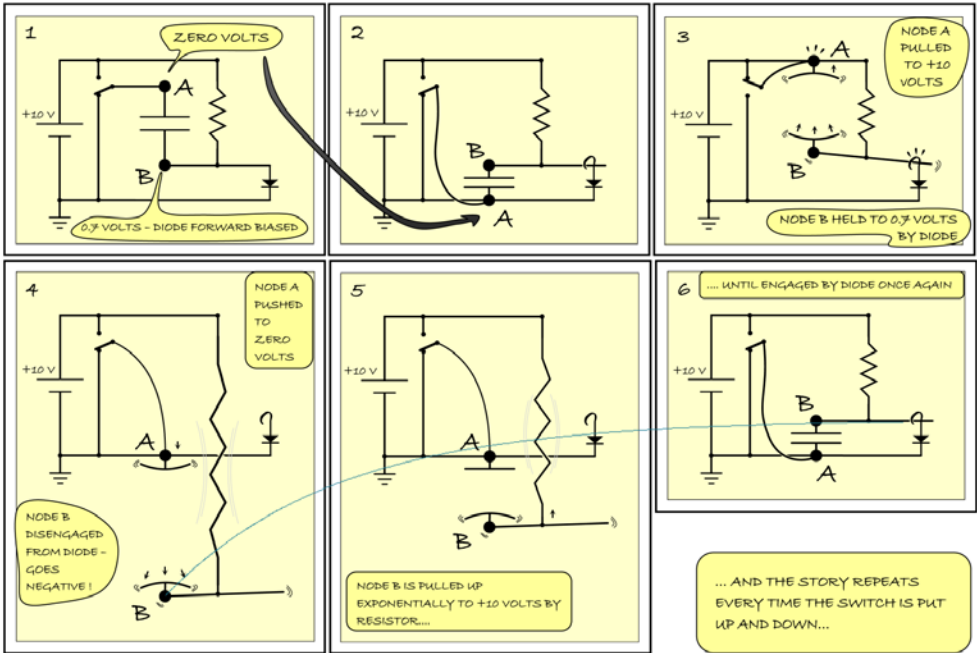 1
ZERO VOLTS
A
+10 V
B
0.7 VOLTS - DIODE FORWARD BIASED
2
+10 V
B
A
3
NODE A
PULLED
TO +10
VOLTS
A
+10 V
B
NODE B HELD TO 0.7 VOLTS
BY DIODE
4
NODE A
PUSHED
TO
ZERO
VOLTS
+10 V
A
NODE B
DISENGAGED
FROM DIODE -
GOES
NEGATIVE !
B
5
+10 V
A
B
NODE B IS PULLED UP
EXPONENTIALLY TO +10 VOLTS BY
RESISTOR....
6
.... UNTIL ENGAGED BY DIODE ONCE AGAIN
+10 V
B
A
... AND THE STORY REPEATS
EVERY TIME THE SWITCH IS PUT
UP AND DOWN...